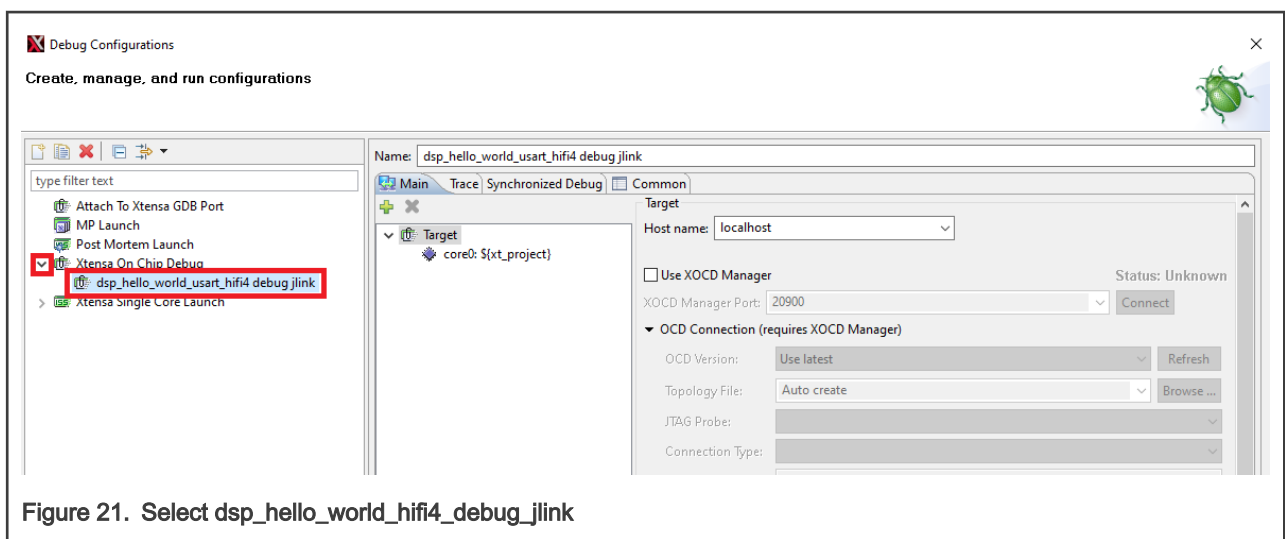 Debug Configurations
Create, manage, and run configurations
type filter text
Attach To Xtensa GDB Port
MP Launch
Post Mortem Launch
Xtensa On Chip Debug
dsp_hello_world_usart_hifi4 debug jlink
Xtensa Single Core Launch
Name: dsp_hello_world_usart_hifi4 debug jlink
Main Trace Synchronized Debug Common
Target
core0: ${xt_project}
Target
Host name: localhost
Use XOCD Manager Status: Unknown
XOCD Manager Port: 20900 Connect
OCD Connection (requires XOCD Manager)
OCD Version: Use latest Refresh
Topology File: Auto create Browse ...
JTAG Probe:
Connection Type:
Figure 21. Select dsp_hello_world_hifi4_debug_jlink